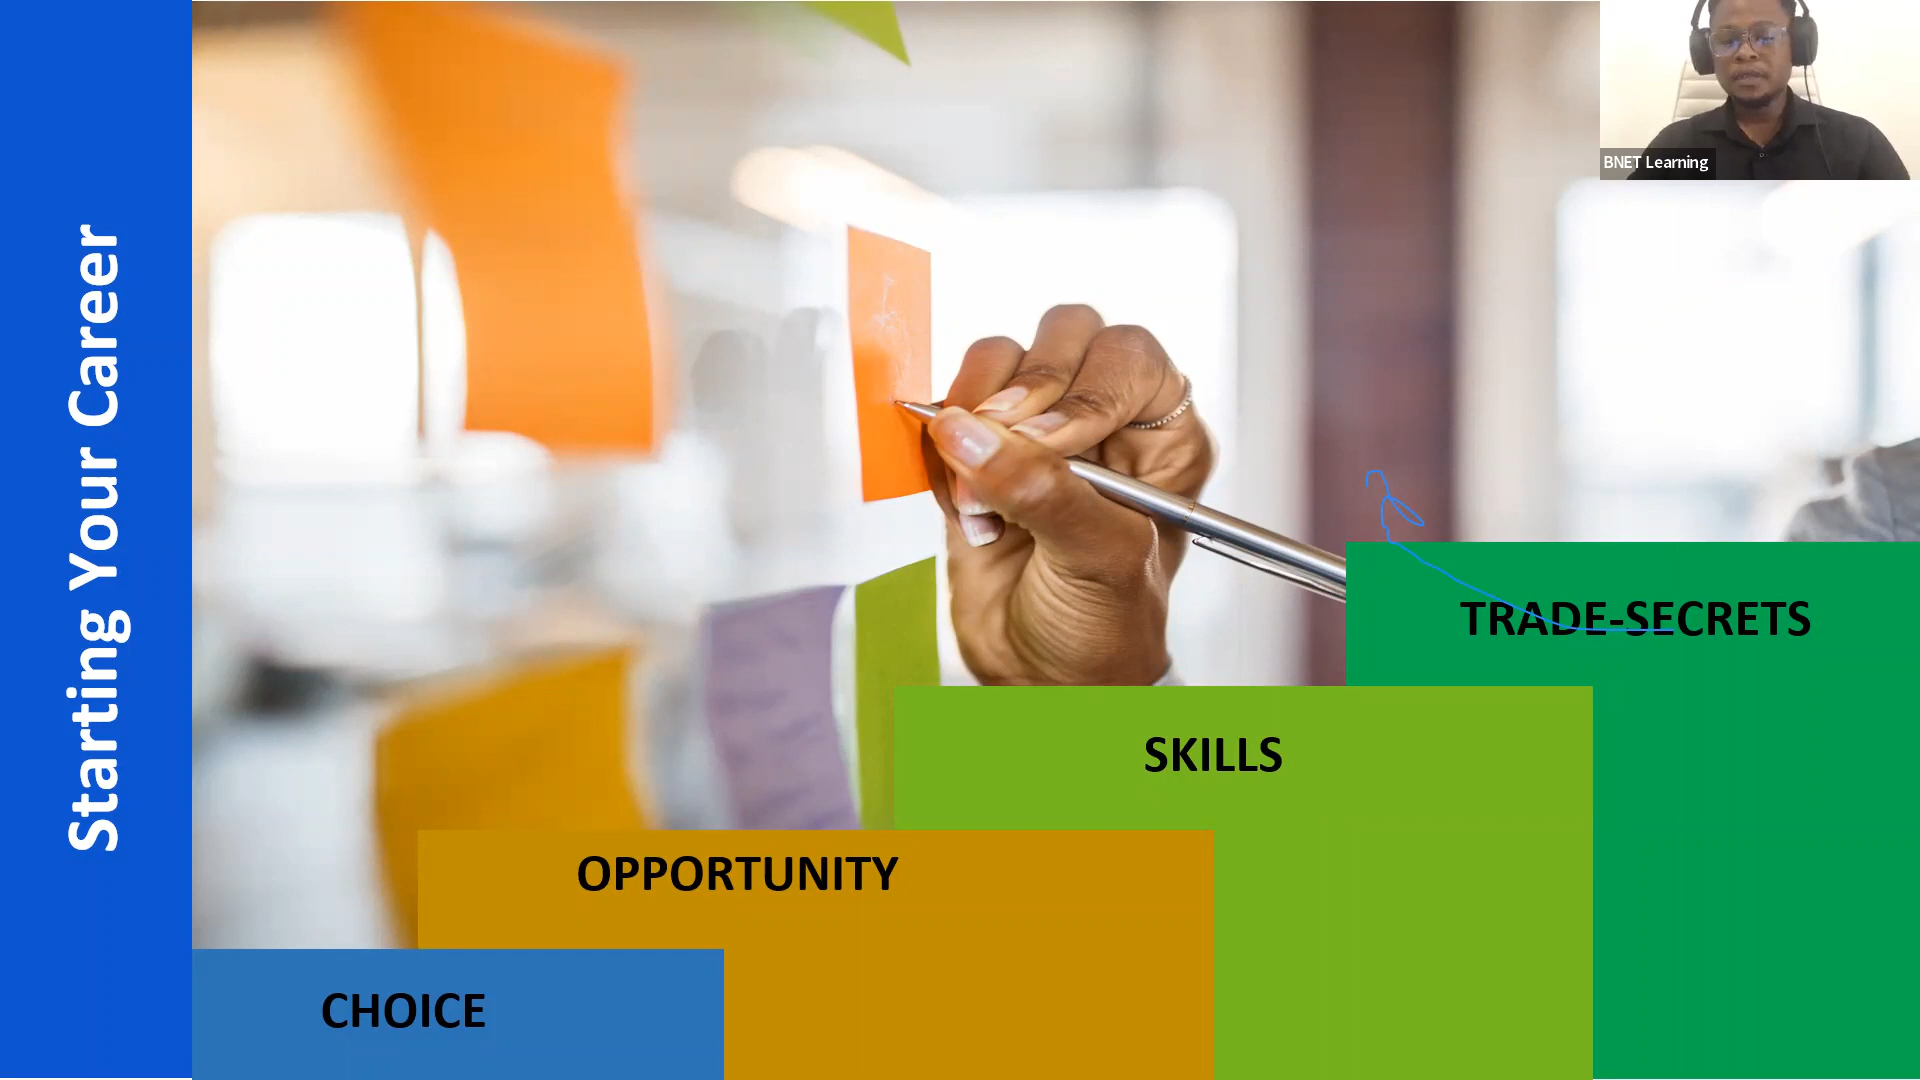 Starting Your Career
BNET Learning
TRADE-SECRETS
SKILLS
OPPORTUNITY
CHOICE